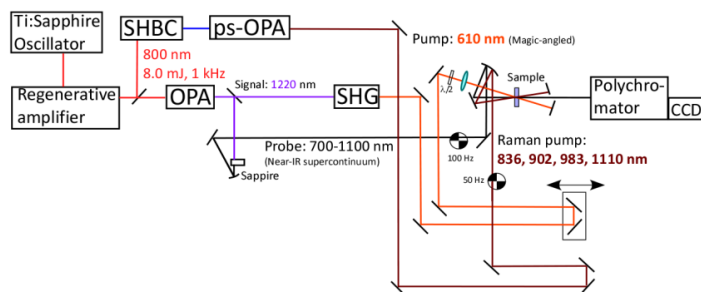 Ti:Sapphire
Oscillator
SHBC
ps-OPA
Pump: 610 nm (Magic-angled)
800 nm
8.0 mJ, 1 kHz
λ/2
Sample
Regenerative
amplifier
OPA
Signal: 1220 nm
SHG
Polychro-
mator
CCD
Probe: 700-1100 nm
(Near-IR supercontinuum)
100 Hz
Raman pump:
836, 902, 983, 1110 nm
Sappire
50 Hz